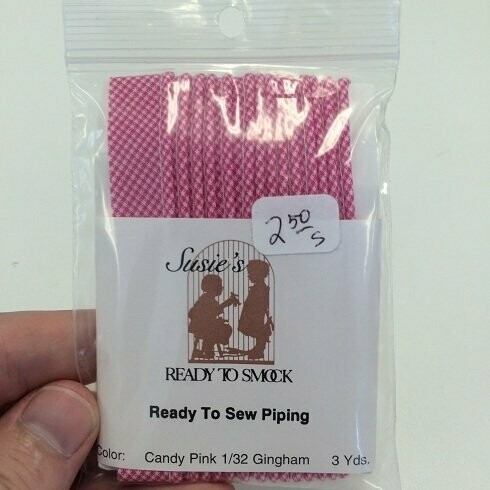 2 50
s
Susie's
READY TO SMOCK
Ready To Sew Piping
Color: Candy Pink 1/32 Gingham 3 Yds.